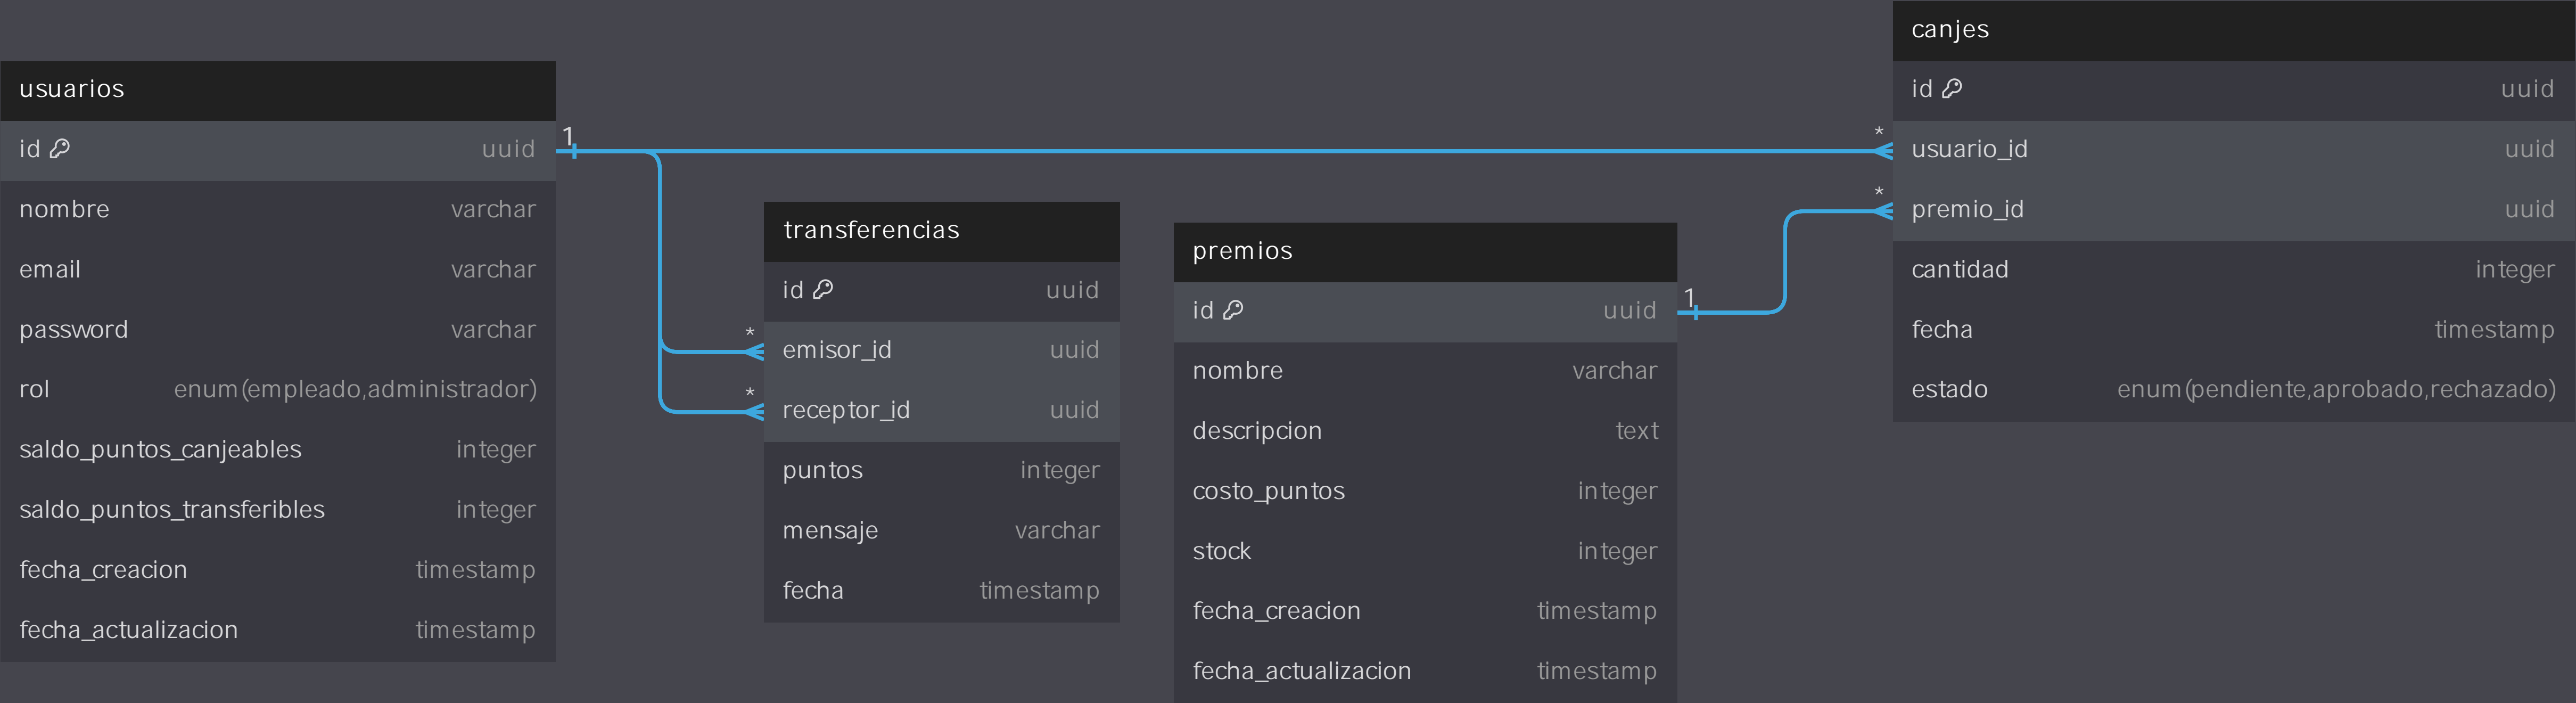 usuarios
id uuid
nombre varchar
email varchar
password varchar
rol enum(empleado,administrador)
saldo_puntos_canjeables integer
saldo_puntos_transferibles integer
fecha_creacion timestamp
fecha_actualizacion timestamp
1
*
*
*
transferencias
id uuid
emisor_id uuid
receptor_id uuid
puntos integer
mensaje varchar
fecha timestamp
premios
id uuid
nombre varchar
descripcion text
costo_puntos integer
stock integer
fecha_creacion timestamp
fecha_actualizacion timestamp
1
*
canjes
id uuid
usuario_id uuid
premio_id uuid
cantidad integer
fecha timestamp
estado enum(pendiente,aprobado,rechazado)